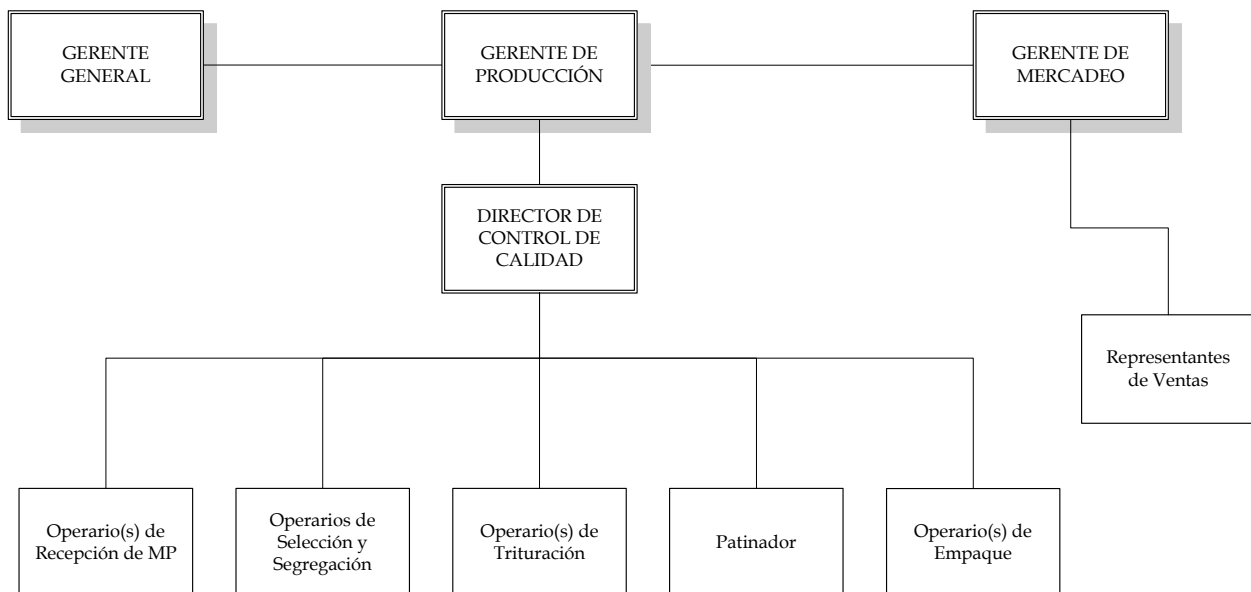 GERENTE
GENERAL
GERENTE DE
PRODUCCIÓN
GERENTE DE
MERCADEO
DIRECTOR DE
CONTROL DE
CALIDAD
Representantes
de Ventas
Operario(s) de
Recepción de MP
Operarios de
Selección y
Segregación
Operario(s) de
Trituración
Patinador
Operario(s) de
Empaque